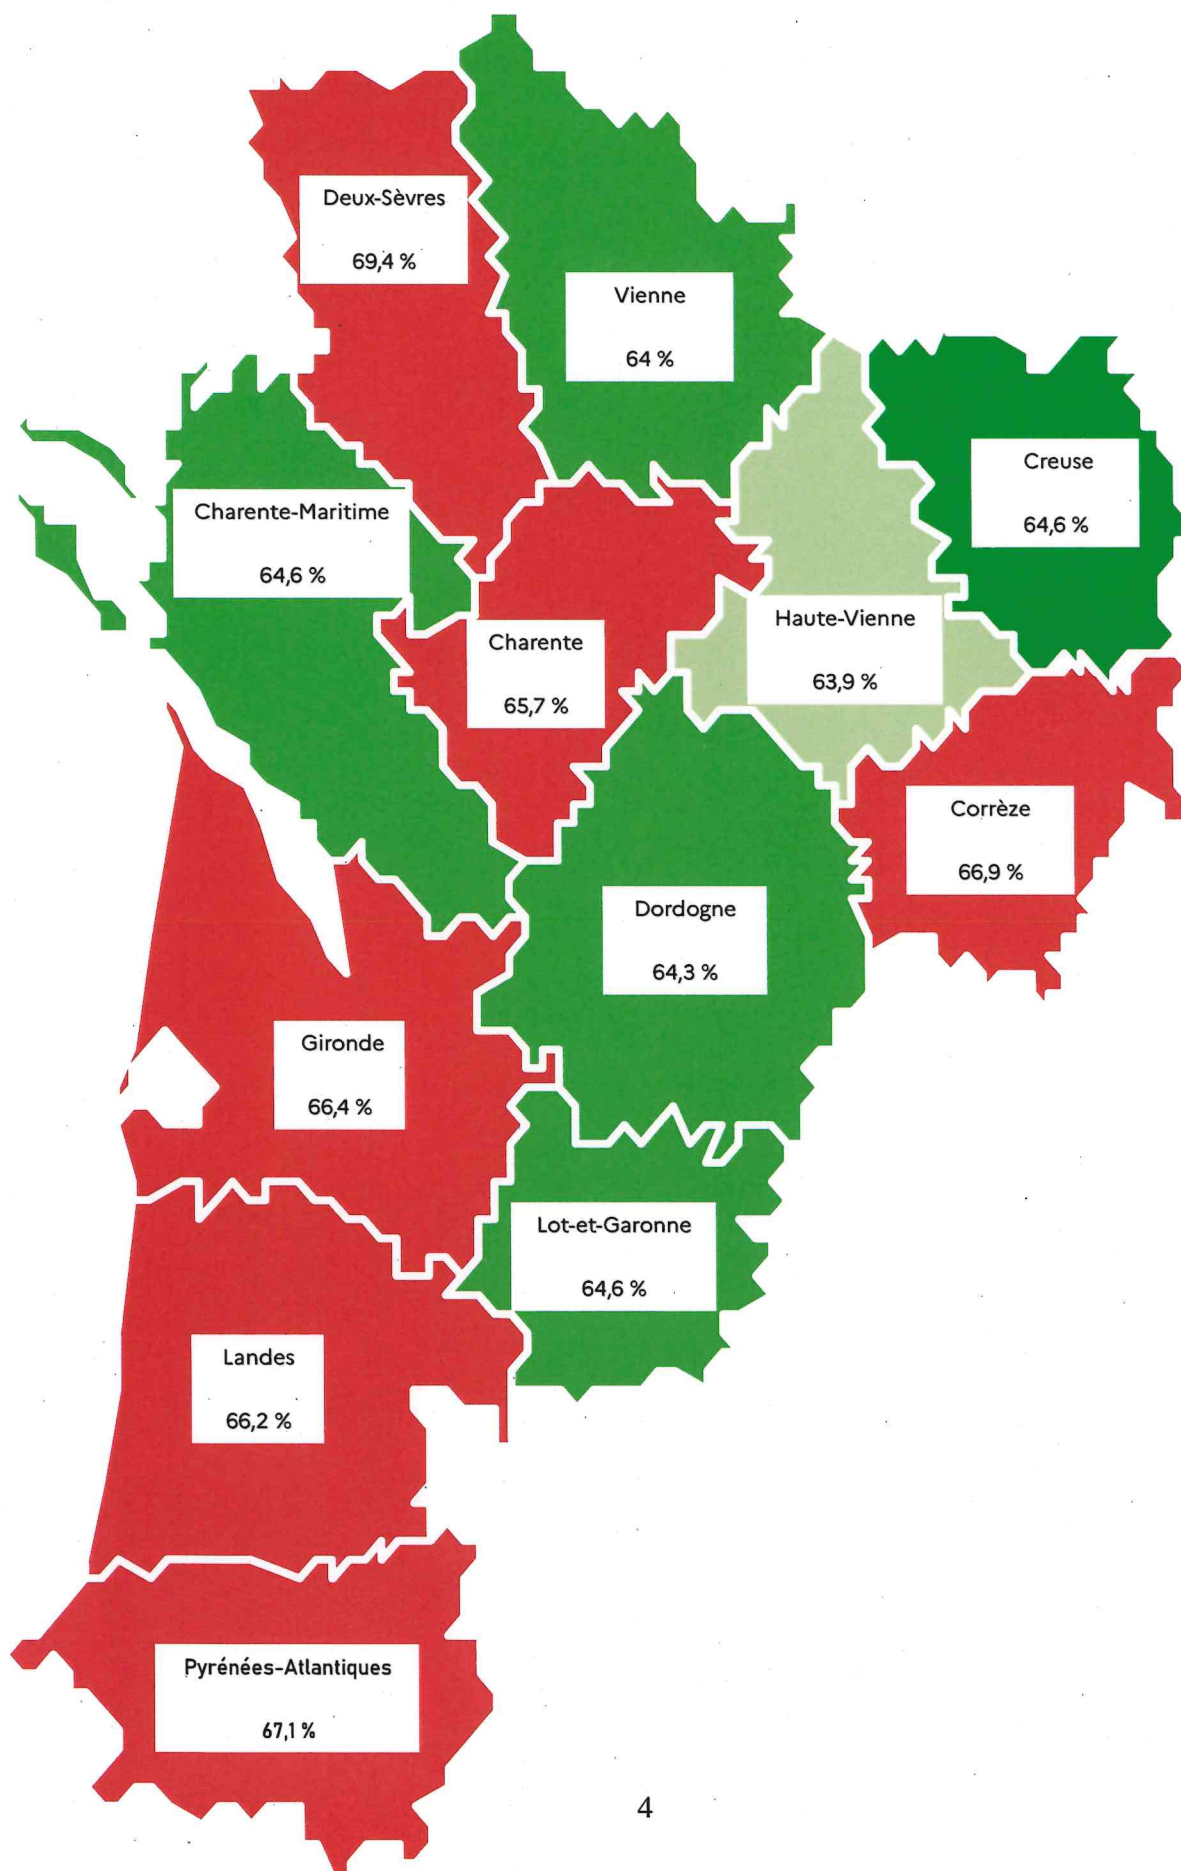 Deux-Sèvres
69,4 %
Vienne
64 %
Creuse
64,6 %
Charente-Maritime
64,6 %
Haute-Vienne
63,9 %
Charente
65,7 %
Corrèze
66,9 %
Dordogne
64,3 %
Gironde
66,4 %
Lot-et-Garonne
64,6 %
Landes
66,2 %
Pyrénées-Atlantiques
67,1 %
4